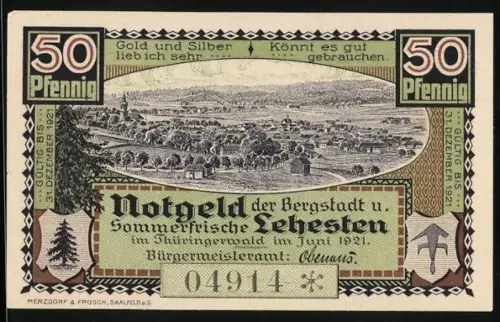 50 Pfennig
Gold und Silber lieb ich sehr
Könnt es gut gebrauchen.
50 Pfennig
GÜLTIG BIS
31. DEZEMBER 1921
GÜLTIG BIS
31. DEZEMBER 1921
Notgeld der Bergstadt u.
Sommerfrische Lehesten
im Thüringerwald im Juni 1921.
Bürgermeisteramt: Obenaus.
04914 *
MERZDORF & FROSCH, SAALFELD a.S.